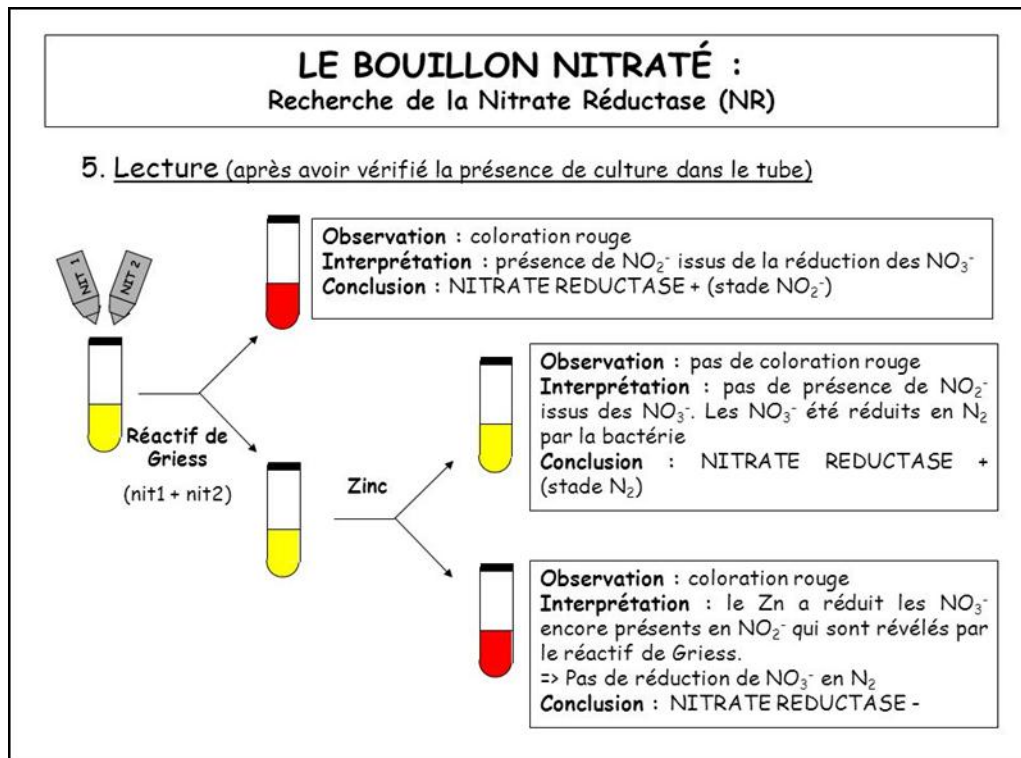 LE BOUILLON NITRATÉ :
Recherche de la Nitrate Réductase (NR)
5. Lecture (après avoir vérifié la présence de culture dans le tube)
NIT 1
NIT 2
Observation : coloration rouge
Interprétation : présence de NO₂⁻ issus de la réduction des NO₃⁻
Conclusion : NITRATE REDUCTASE + (stade NO₂⁻)
Réactif de
Griess
(nit1 + nit2)
Zinc
Observation : pas de coloration rouge
Interprétation : pas de présence de NO₂⁻
issus des NO₃⁻. Les NO₃⁻ été réduits en N₂
par la bactérie
Conclusion : NITRATE REDUCTASE +
(stade N₂)
Observation : coloration rouge
Interprétation : le Zn a réduit les NO₃⁻
encore présents en NO₂⁻ qui sont révélés par
le réactif de Griess.
=> Pas de réduction de NO₃⁻ en N₂
Conclusion : NITRATE REDUCTASE -